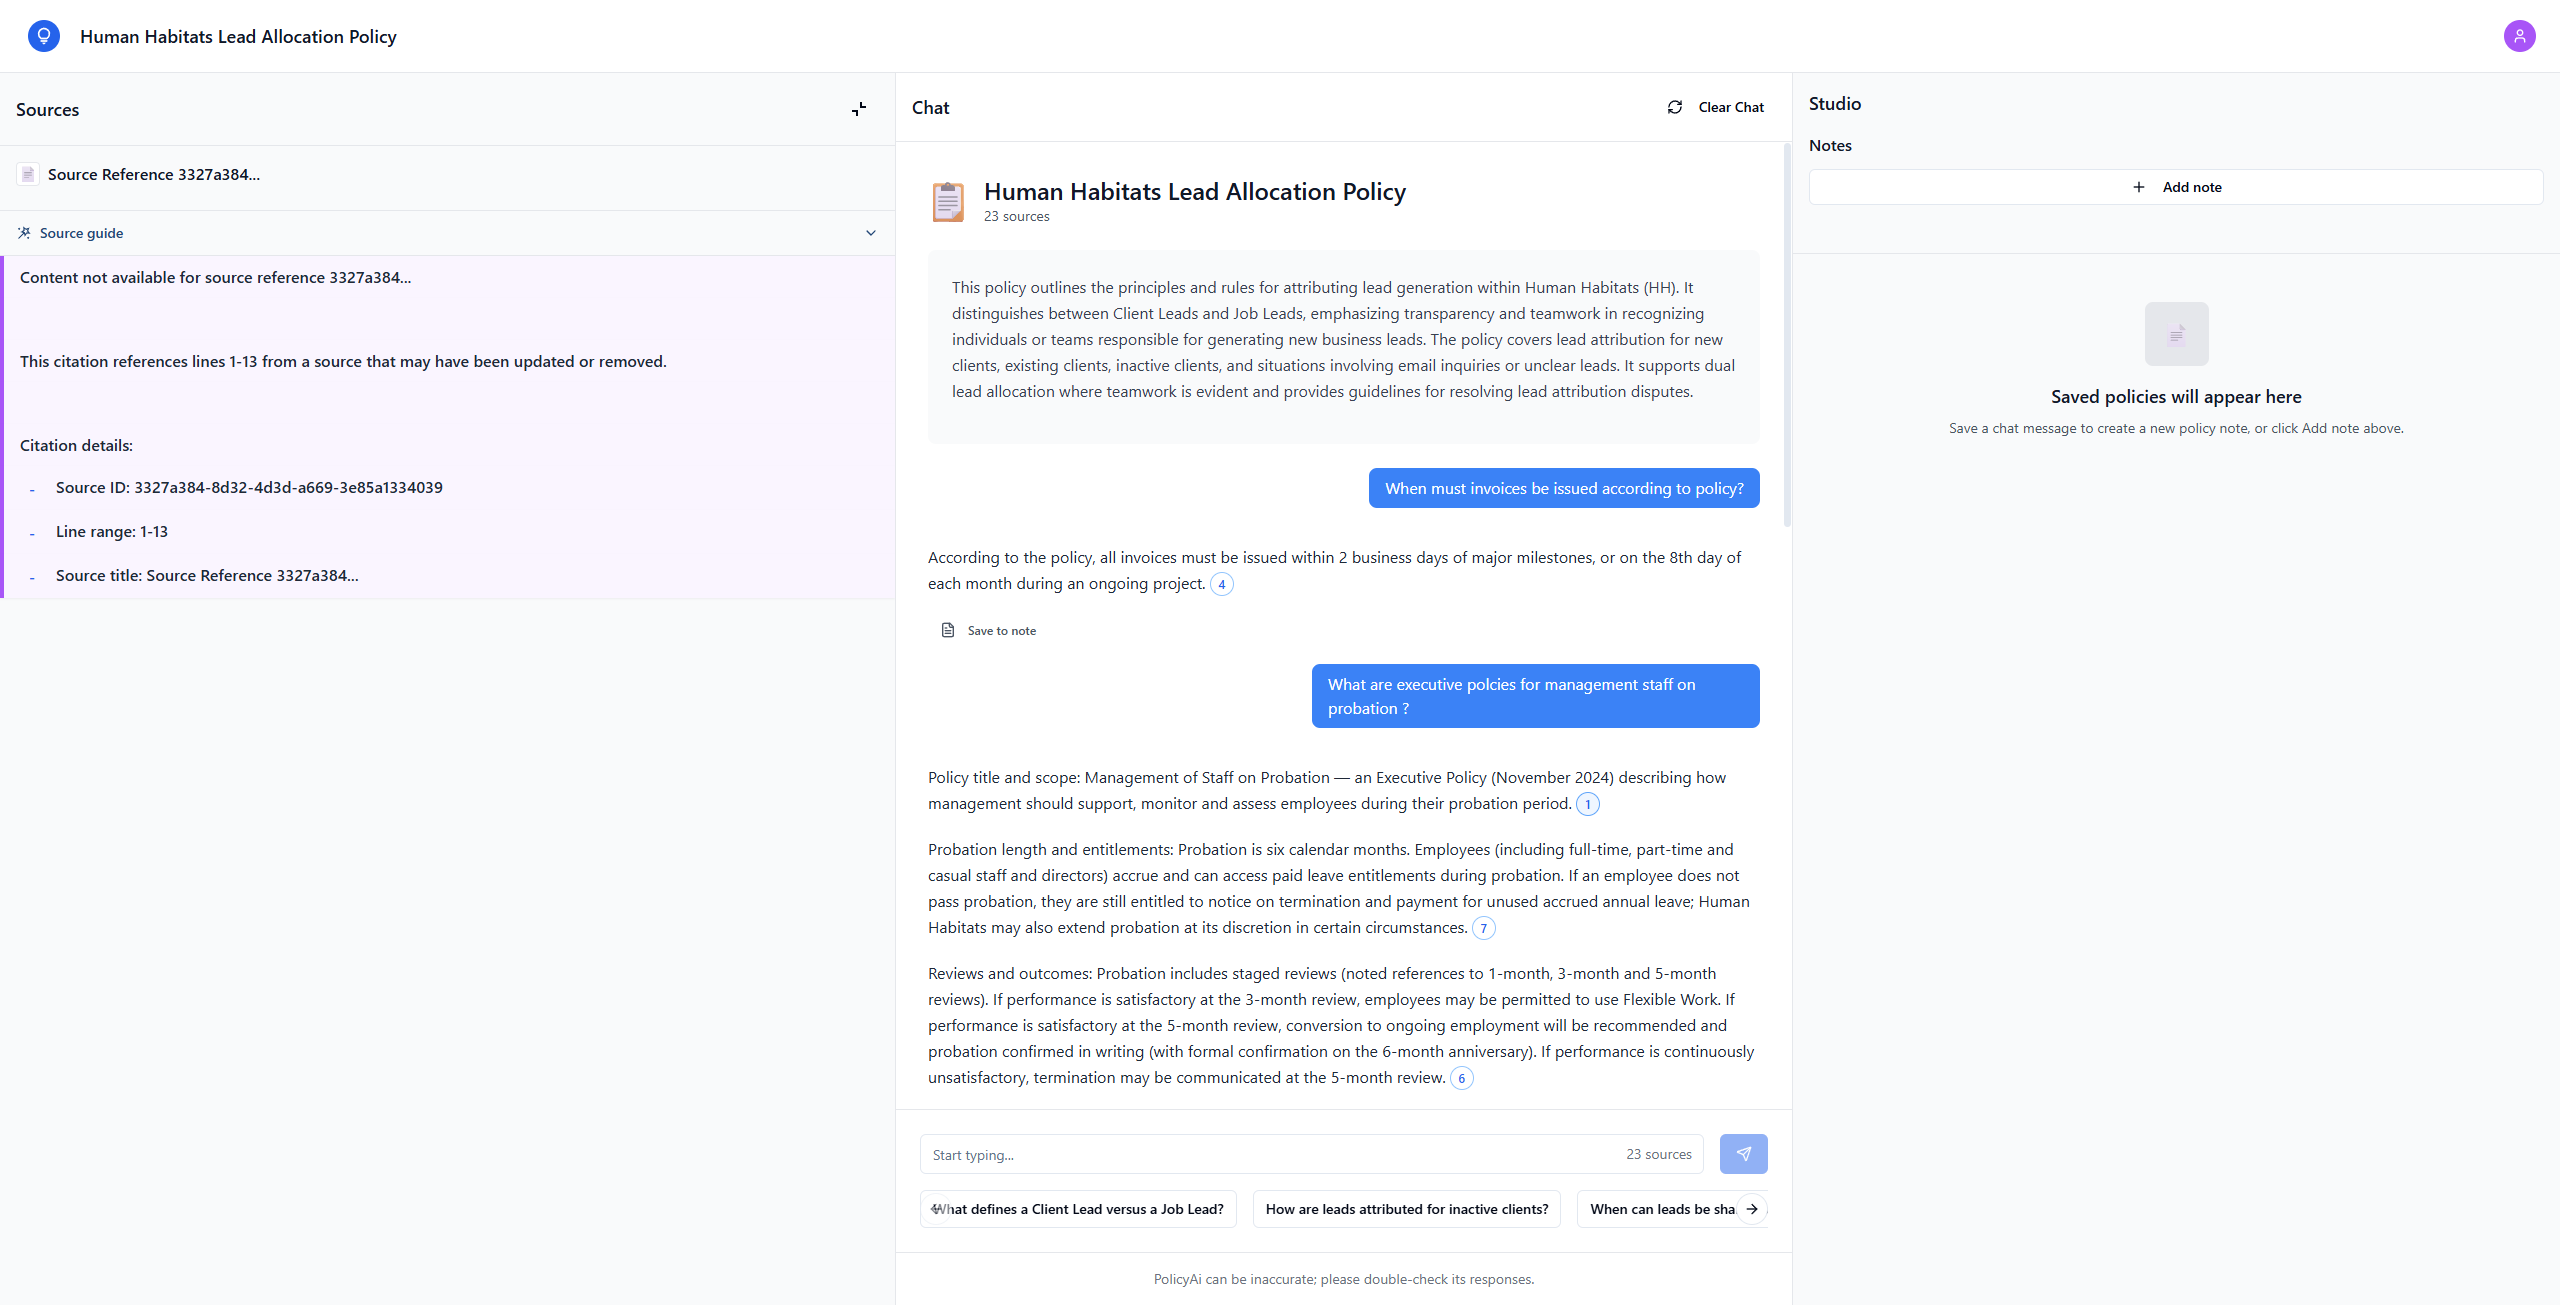 Human Habitats Lead Allocation Policy
Sources
Source Reference 3327a384...
Source guide
Content not available for source reference 3327a384...
This citation references lines 1-13 from a source that may have been updated or removed.
Citation details:
- Source ID: 3327a384-8d32-4d3d-a669-3e85a1334039
- Line range: 1-13
- Source title: Source Reference 3327a384...
Chat
Clear Chat
Human Habitats Lead Allocation Policy
23 sources
This policy outlines the principles and rules for attributing lead generation within Human Habitats (HH). It
distinguishes between Client Leads and Job Leads, emphasizing transparency and teamwork in recognizing
individuals or teams responsible for generating new business leads. The policy covers lead attribution for new
clients, existing clients, inactive clients, and situations involving email inquiries or unclear leads. It supports dual
lead allocation where teamwork is evident and provides guidelines for resolving lead attribution disputes.
When must invoices be issued according to policy?
According to the policy, all invoices must be issued within 2 business days of major milestones, or on the 8th day of
each month during an ongoing project. 4
Save to note
What are executive polcies for management staff on
probation ?
Policy title and scope: Management of Staff on Probation — an Executive Policy (November 2024) describing how
management should support, monitor and assess employees during their probation period. 1
Probation length and entitlements: Probation is six calendar months. Employees (including full-time, part-time and
casual staff and directors) accrue and can access paid leave entitlements during probation. If an employee does not
pass probation, they are still entitled to notice on termination and payment for unused accrued annual leave; Human
Habitats may also extend probation at its discretion in certain circumstances. 7
Reviews and outcomes: Probation includes staged reviews (noted references to 1-month, 3-month and 5-month
reviews). If performance is satisfactory at the 3-month review, employees may be permitted to use Flexible Work. If
performance is satisfactory at the 5-month review, conversion to ongoing employment will be recommended and
probation confirmed in writing (with formal confirmation on the 6-month anniversary). If performance is continuously
unsatisfactory, termination may be communicated at the 5-month review. 6
Start typing...
23 sources
What defines a Client Lead versus a Job Lead?
How are leads attributed for inactive clients?
When can leads be sha
PolicyAi can be inaccurate; please double-check its responses.
Studio
Notes
+ Add note
Saved policies will appear here
Save a chat message to create a new policy note, or click Add note above.